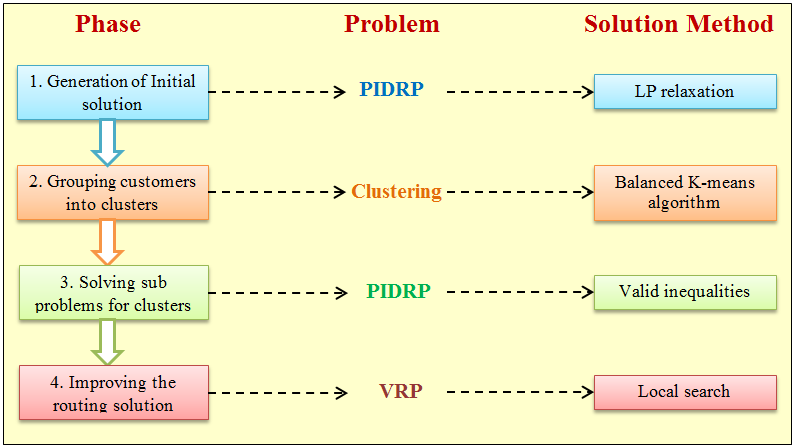 Phase Problem Solution Method
1. Generation of Initial
solution
PIDRP
LP relaxation
2. Grouping customers
into clusters
Clustering
Balanced K-means
algorithm
3. Solving sub
problems for clusters
PIDRP
Valid inequalities
4. Improving the
routing solution
VRP
Local search